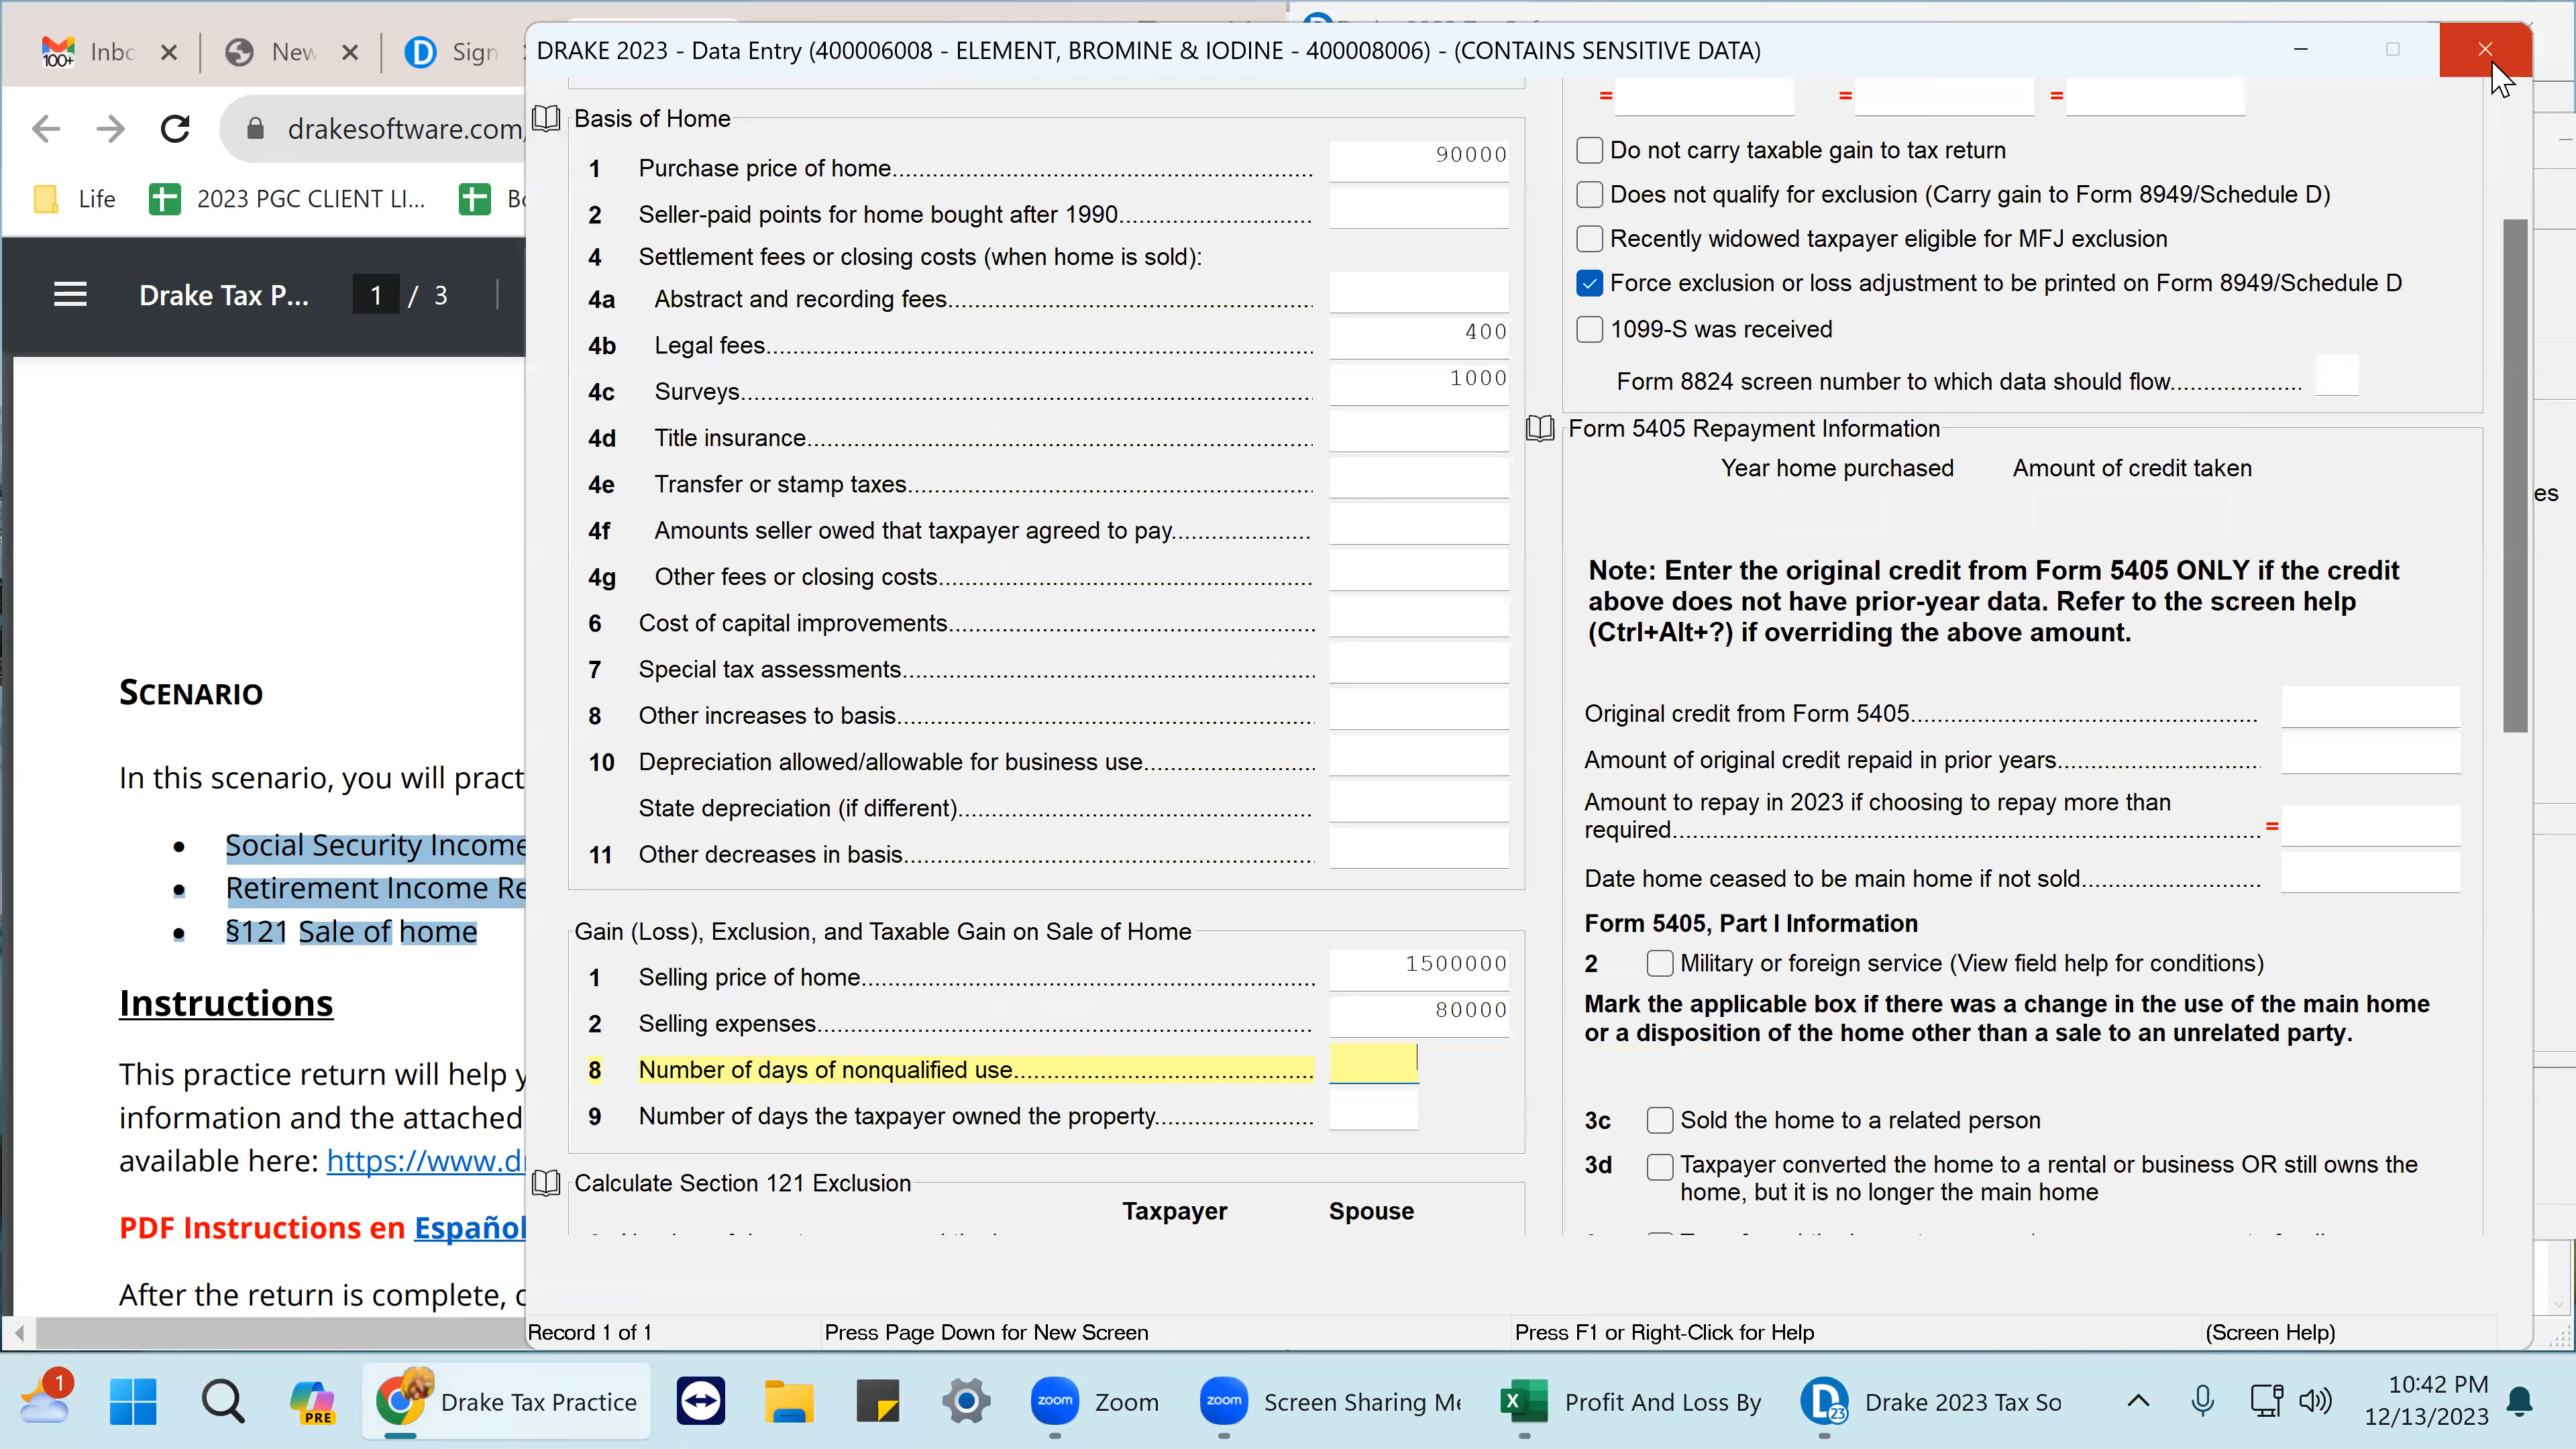 Inbo
New
Sign
DRAKE 2023 - Data Entry (400006008 - ELEMENT, BROMINE & IODINE - 400008006) - (CONTAINS SENSITIVE DATA)
drakesoftware.com
Life
2023 PGC CLIENT LI...
Drake Tax P...
1 / 3
SCENARIO
In this scenario, you will pract
• Social Security Income
• Retirement Income Re
• §121 Sale of home
Instructions
This practice return will help y
information and the attached
available here: https://www.d
PDF Instructions en Español
After the return is complete,
Basis of Home
1 Purchase price of home 90000
2 Seller-paid points for home bought after 1990
4 Settlement fees or closing costs (when home is sold):
4a Abstract and recording fees
4b Legal fees 400
4c Surveys 1000
4d Title insurance
4e Transfer or stamp taxes
4f Amounts seller owed that taxpayer agreed to pay
4g Other fees or closing costs
6 Cost of capital improvements
7 Special tax assessments
8 Other increases to basis
10 Depreciation allowed/allowable for business use
State depreciation (if different)
11 Other decreases in basis
Gain (Loss), Exclusion, and Taxable Gain on Sale of Home
1 Selling price of home 1500000
2 Selling expenses 80000
8 Number of days of nonqualified use
9 Number of days the taxpayer owned the property
Calculate Section 121 Exclusion
Taxpayer Spouse
= = =
Do not carry taxable gain to tax return
Does not qualify for exclusion (Carry gain to Form 8949/Schedule D)
Recently widowed taxpayer eligible for MFJ exclusion
Force exclusion or loss adjustment to be printed on Form 8949/Schedule D
1099-S was received
Form 8824 screen number to which data should flow
Form 5405 Repayment Information
Year home purchased Amount of credit taken
Note: Enter the original credit from Form 5405 ONLY if the credit
above does not have prior-year data. Refer to the screen help
(Ctrl+Alt+?) if overriding the above amount.
Original credit from Form 5405
Amount of original credit repaid in prior years
Amount to repay in 2023 if choosing to repay more than
required =
Date home ceased to be main home if not sold
Form 5405, Part I Information
2 Military or foreign service (View field help for conditions)
Mark the applicable box if there was a change in the use of the main home
or a disposition of the home other than a sale to an unrelated party.
3c Sold the home to a related person
3d Taxpayer converted the home to a rental or business OR still owns the
home, but it is no longer the main home
es
Record 1 of 1
Press Page Down for New Screen
Press F1 or Right-Click for Help
(Screen Help)
1
PRE
Drake Tax Practice
zoom Zoom
zoom Screen Sharing Me
Profit And Loss By
D 23 Drake 2023 Tax So
10:42 PM
12/13/2023